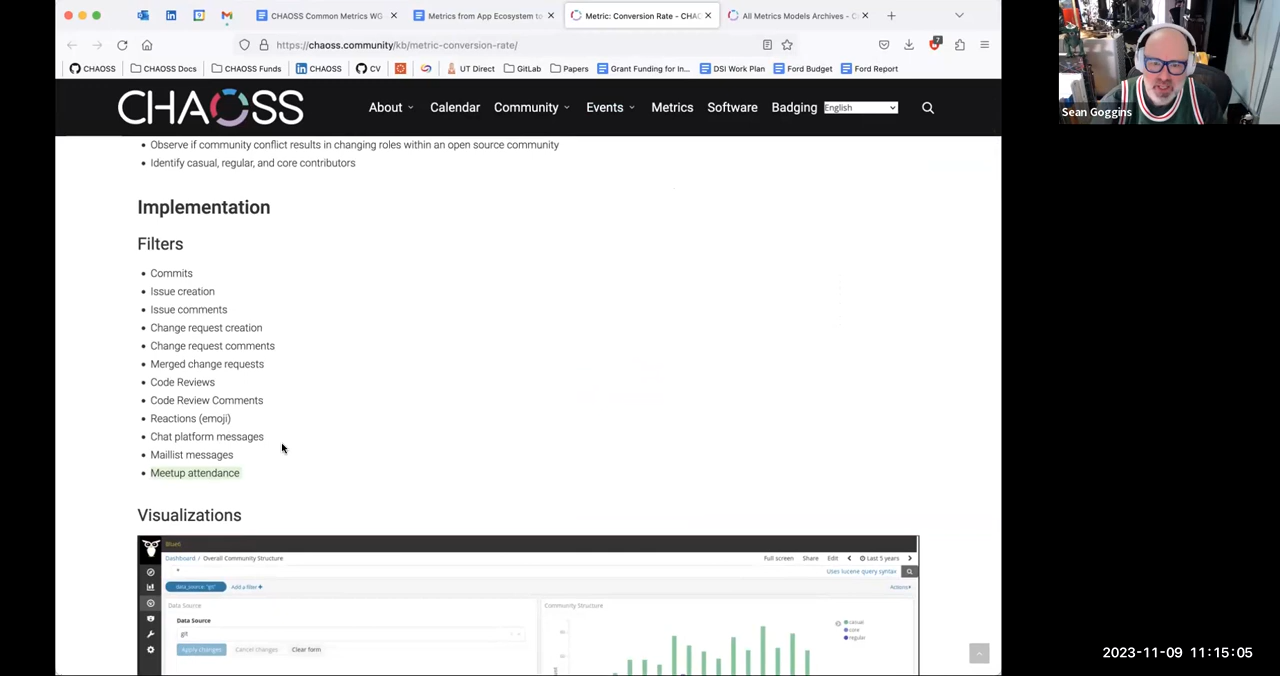 CHAOSS Common Metrics WG
Metrics from App Ecosystem to
Metric: Conversion Rate - CHAO
All Metrics Models Archives - C
https://chaoss.community/kb/metric-conversion-rate/
7
CHAOSS
CHAOSS Docs
CHAOSS Funds
CHAOSS
CV
UT Direct
GitLab
Papers
Grant Funding for In...
DSI Work Plan
Ford Budget
Ford Report
Sean Goggins
CHAOSS
About
Calendar
Community
Events
Metrics
Software
Badging
English
Observe if community conflict results in changing roles within an open source community
Identify casual, regular, and core contributors
Implementation
Filters
Commits
Issue creation
Issue comments
Change request creation
Change request comments
Merged change requests
Code Reviews
Code Review Comments
Reactions (emoji)
Chat platform messages
Maillist messages
Meetup attendance
Visualizations
Dashboard / Overall Community Structure
Full screen
Share
Edit
Last 5 years
Uses lucene query syntax
data_source: "git"
Add a filter +
Actions
Data Source
Community Structure
Data Source
git
Apply changes
Cancel changes
Clear form
casual
core
regular
2023-11-09 11:15:05